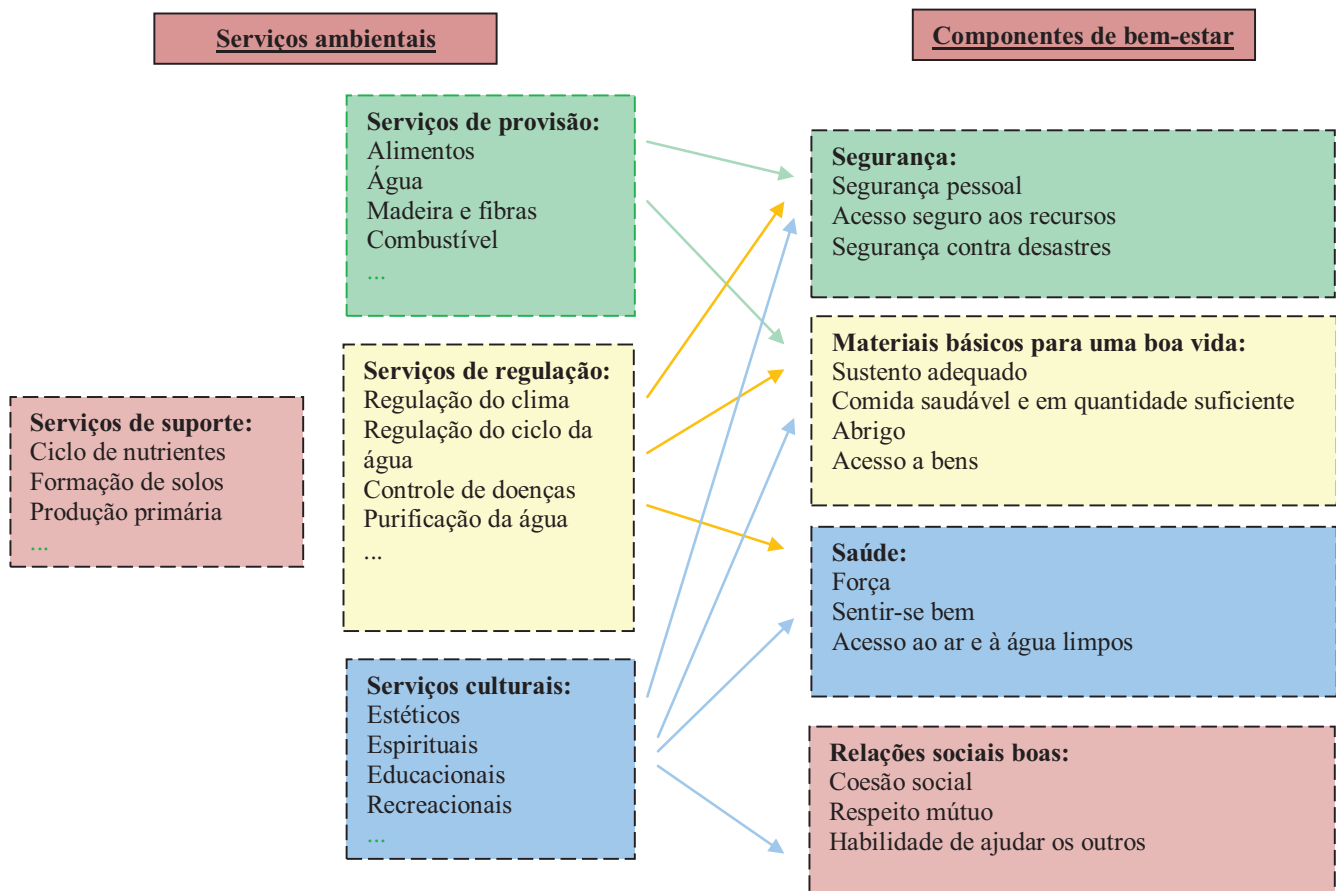 Serviços ambientais
Componentes de bem-estar
Serviços de suporte:
Ciclo de nutrientes
Formação de solos
Produção primária
...
Serviços de provisão:
Alimentos
Água
Madeira e fibras
Combustível
...
Serviços de regulação:
Regulação do clima
Regulação do ciclo da
água
Controle de doenças
Purificação da água
...
Serviços culturais:
Estéticos
Espirituais
Educacionais
Recreacionais
...
Segurança:
Segurança pessoal
Acesso seguro aos recursos
Segurança contra desastres
Materiais básicos para uma boa vida:
Sustento adequado
Comida saudável e em quantidade suficiente
Abrigo
Acesso a bens
Saúde:
Força
Sentir-se bem
Acesso ao ar e à água limpos
Relações sociais boas:
Coesão social
Respeito mútuo
Habilidade de ajudar os outros